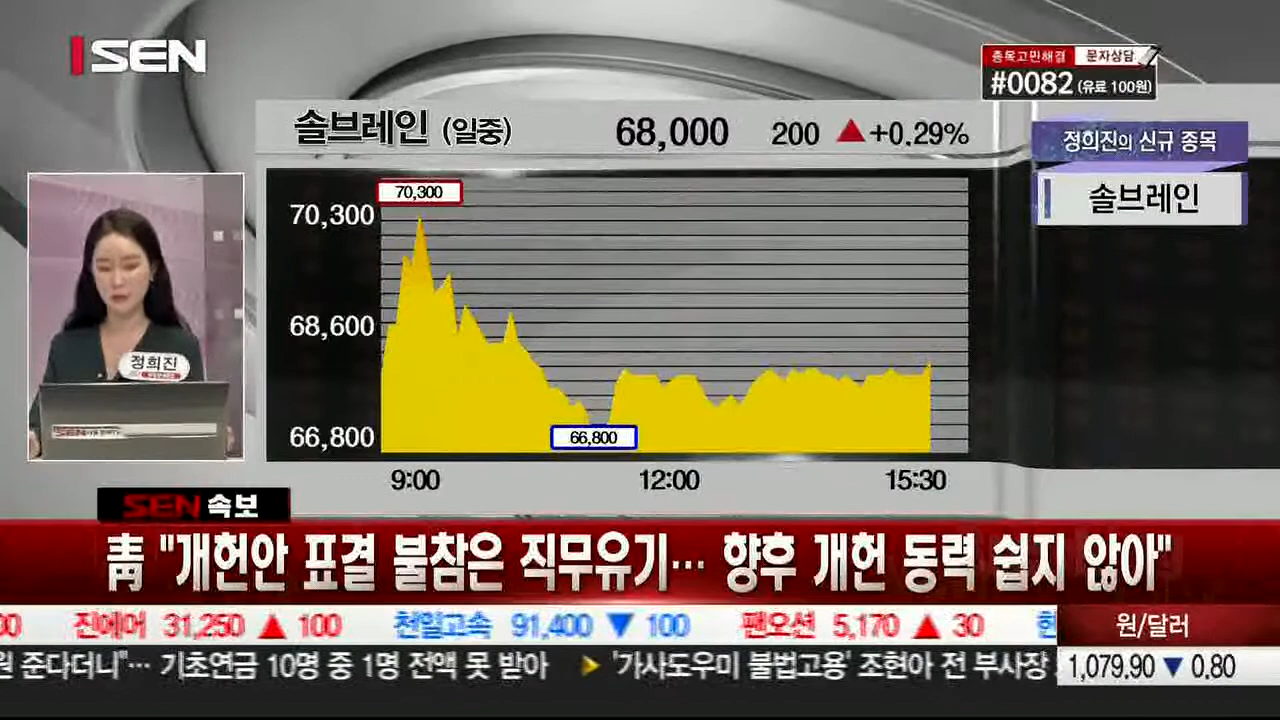 SEN
종목고민해결 문자상담
#0082 (유료 100원)
솔브레인 (일중) 68,000 200 ▲+0.29%
정희진의 신규 종목
솔브레인
70,300
70,300
68,600
66,800
66,800
9:00 12:00 15:30
정희진
SEN
SEN 속보
靑 "개헌안 표결 불참은 직무유기… 향후 개헌 동력 쉽지 않아"
00 진에어 31,250 ▲ 100 천일고속 91,400 ▼ 100 팬오션 5,170 ▲ 30 한
원/달러
원 준다더니"… 기초연금 10명 중 1명 전액 못 받아 ▶ '가사도우미 불법고용' 조현아 전 부사장
1,079.90 ▼ 0.80